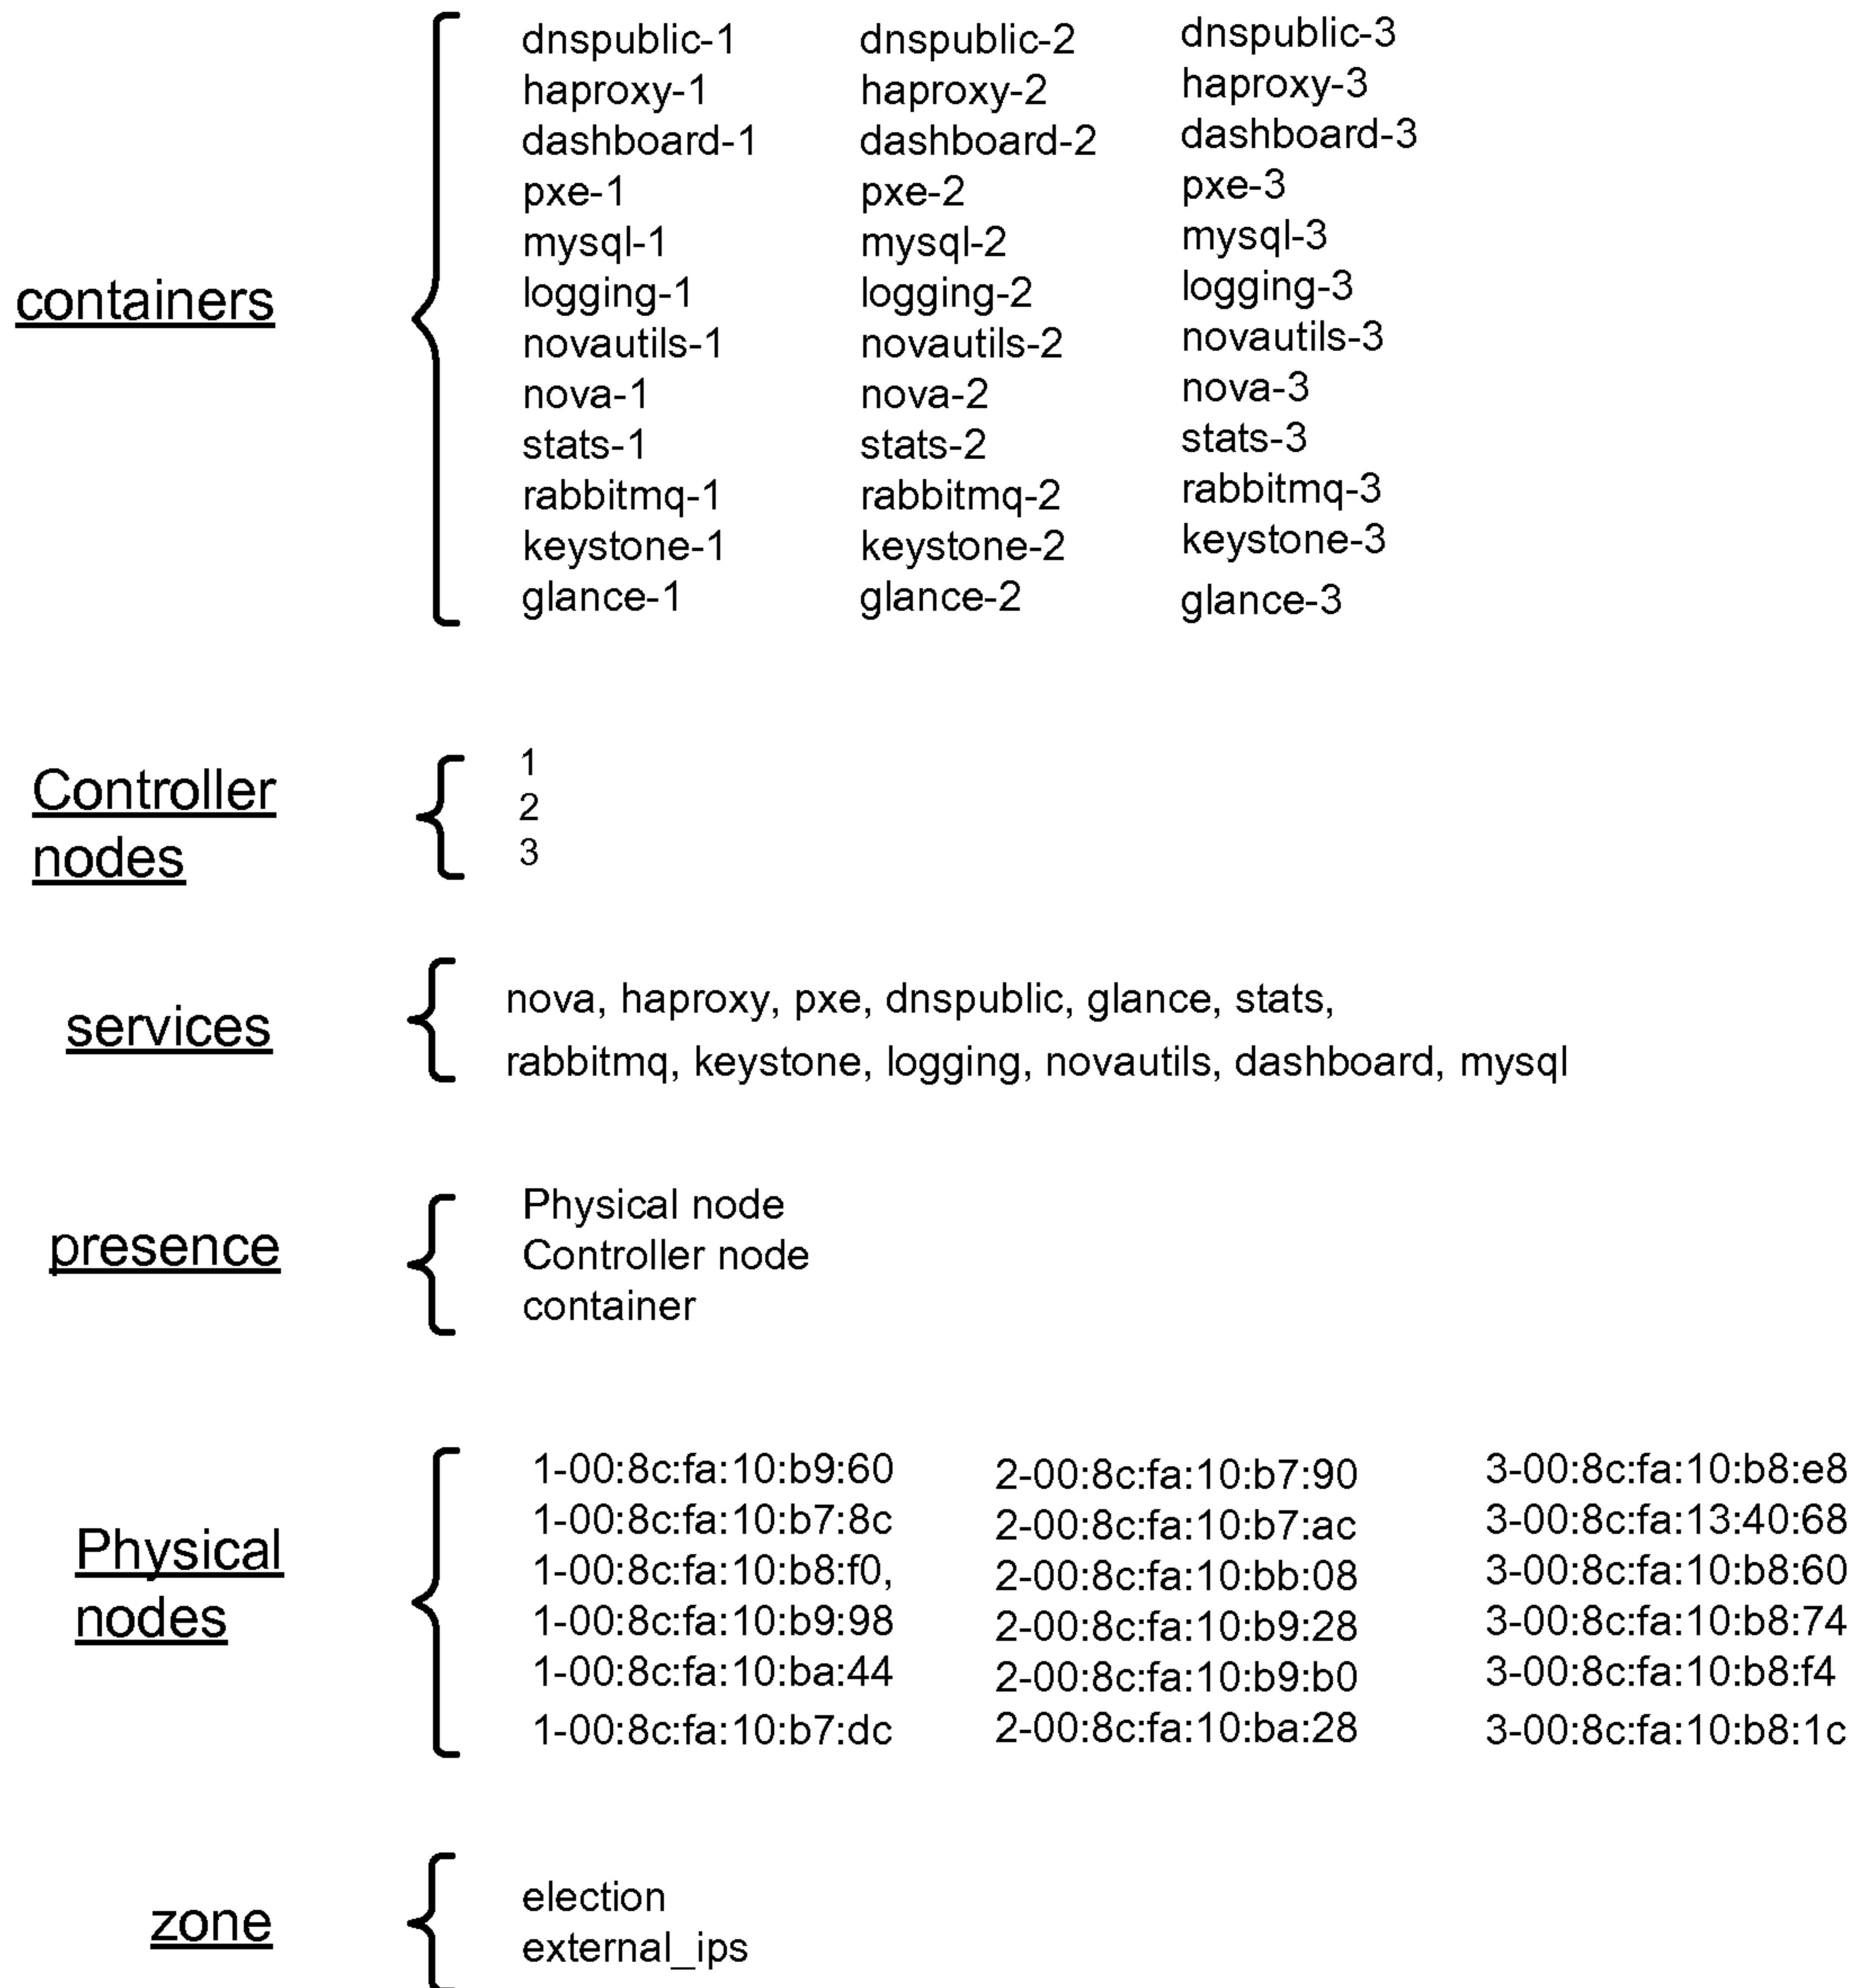 containers
dnspublic-1 dnspublic-2 dnspublic-3
haproxy-1 haproxy-2 haproxy-3
dashboard-1 dashboard-2 dashboard-3
pxe-1 pxe-2 pxe-3
mysql-1 mysql-2 mysql-3
logging-1 logging-2 logging-3
novautils-1 novautils-2 novautils-3
nova-1 nova-2 nova-3
stats-1 stats-2 stats-3
rabbitmq-1 rabbitmq-2 rabbitmq-3
keystone-1 keystone-2 keystone-3
glance-1 glance-2 glance-3
Controller
nodes
1
2
3
services
nova, haproxy, pxe, dnspublic, glance, stats,
rabbitmq, keystone, logging, novautils, dashboard, mysql
presence
Physical node
Controller node
container
Physical
nodes
1-00:8c:fa:10:b9:60 2-00:8c:fa:10:b7:90 3-00:8c:fa:10:b8:e8
1-00:8c:fa:10:b7:8c 2-00:8c:fa:10:b7:ac 3-00:8c:fa:13:40:68
1-00:8c:fa:10:b8:f0, 2-00:8c:fa:10:bb:08 3-00:8c:fa:10:b8:60
1-00:8c:fa:10:b9:98 2-00:8c:fa:10:b9:28 3-00:8c:fa:10:b8:74
1-00:8c:fa:10:ba:44 2-00:8c:fa:10:b9:b0 3-00:8c:fa:10:b8:f4
1-00:8c:fa:10:b7:dc 2-00:8c:fa:10:ba:28 3-00:8c:fa:10:b8:1c
zone
election
external_ips